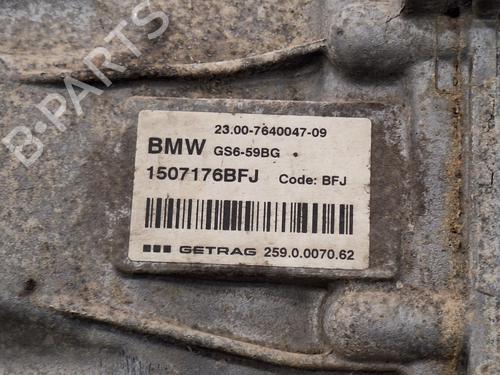 B-PARTS
23.00-7640047-09
BMW GS6-59BG
1507176BFJ Code: BFJ
GETRAG 259.0.0070.62